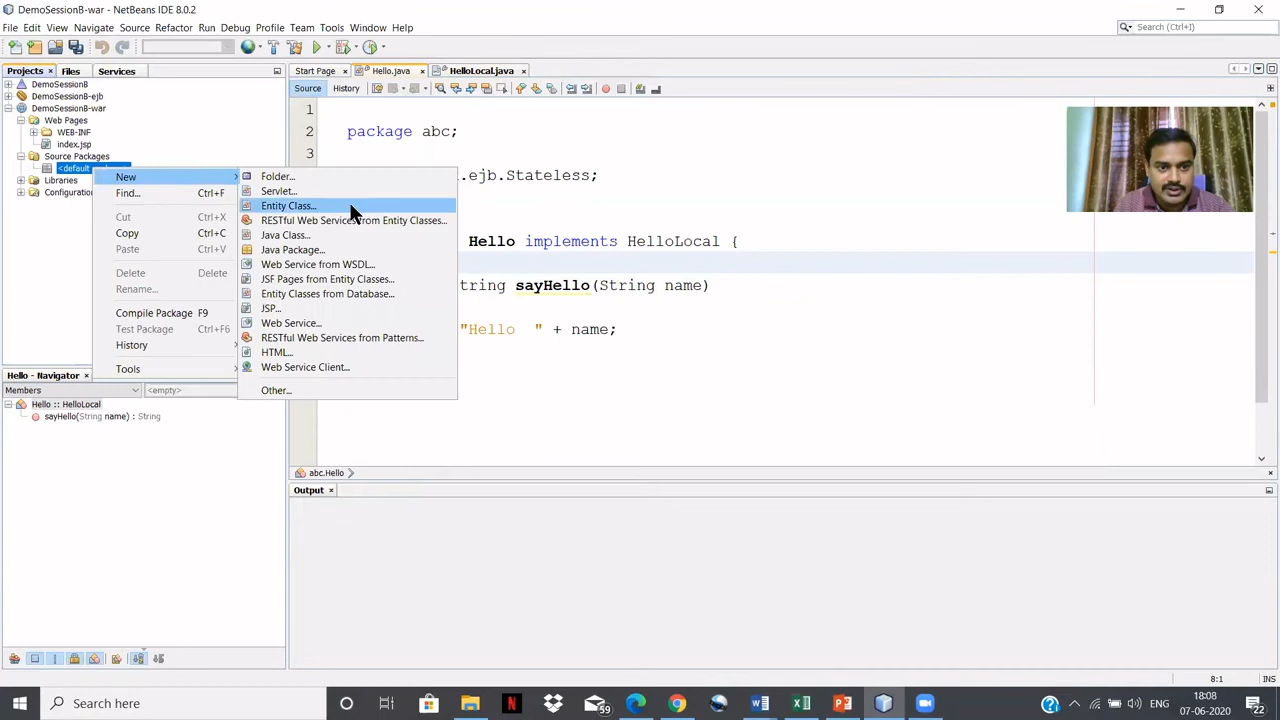 DemoSessionB-war - NetBeans IDE 8.0.2
File Edit View Navigate Source Refactor Run Debug Profile Team Tools Window Help
Search (Ctrl+I)
Projects Files Services
Start Page Hello.java HelloLocal.java
DemoSessionB
DemoSessionB-ejb
DemoSessionB-war
Web Pages
WEB-INF
index.jsp
Source Packages
<default
Libraries
Configuration
Source History
1
2 package abc;
3
.ejb.Stateless;
Hello implements HelloLocal {
tring sayHello(String name)
"Hello " + name;
New
Find... Ctrl+F
Cut Ctrl+X
Copy Ctrl+C
Paste Ctrl+V
Delete Delete
Rename...
Compile Package F9
Test Package Ctrl+F6
History
Tools
Folder...
Servlet...
Entity Class...
RESTful Web Services from Entity Classes...
Java Class...
Java Package...
Web Service from WSDL...
JSF Pages from Entity Classes...
Entity Classes from Database...
JSP...
Web Service...
RESTful Web Services from Patterns...
HTML...
Web Service Client...
Other...
Hello - Navigator
Members <empty>
Hello :: HelloLocal
sayHello(String name) : String
abc.Hello
Output
8:1 INS
Search here
59
ENG
18:08
07-06-2020
22